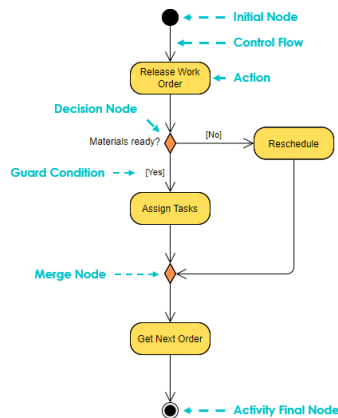 Initial Node
Control Flow
Release Work
Order
Action
Decision Node
Materials ready?
[No]
Reschedule
Guard Condition
[Yes]
Assign Tasks
Merge Node
Get Next Order
Activity Final Node